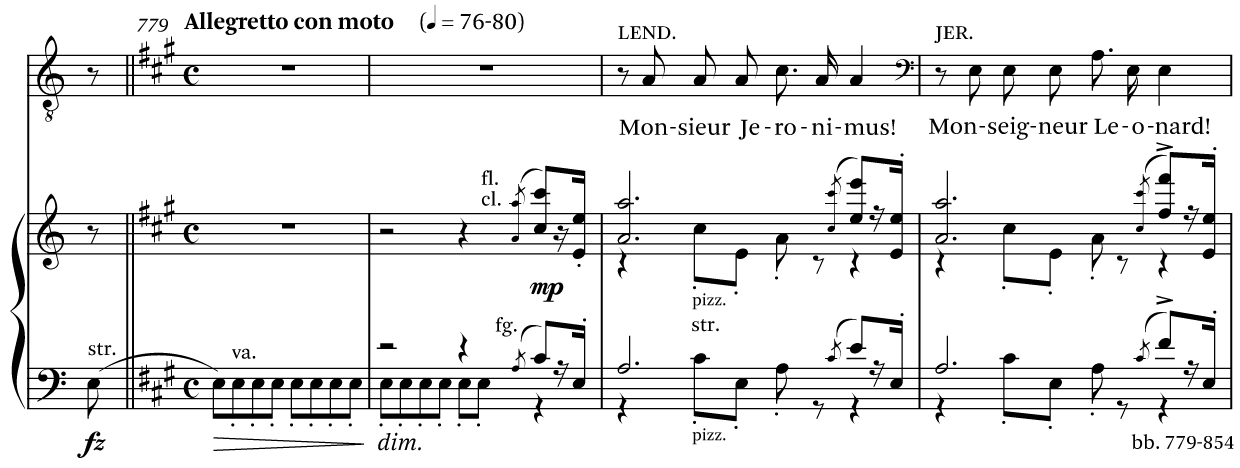 779 Allegretto con moto (♩ = 76-80)
LEND. JER.
Mon-sieur Je-ro-ni-mus! Mon-seig-neur Le-o-nard!
fl.
cl.
mp
pizz.
fg. str.
str. va.
fz dim. pizz. bb. 779-854